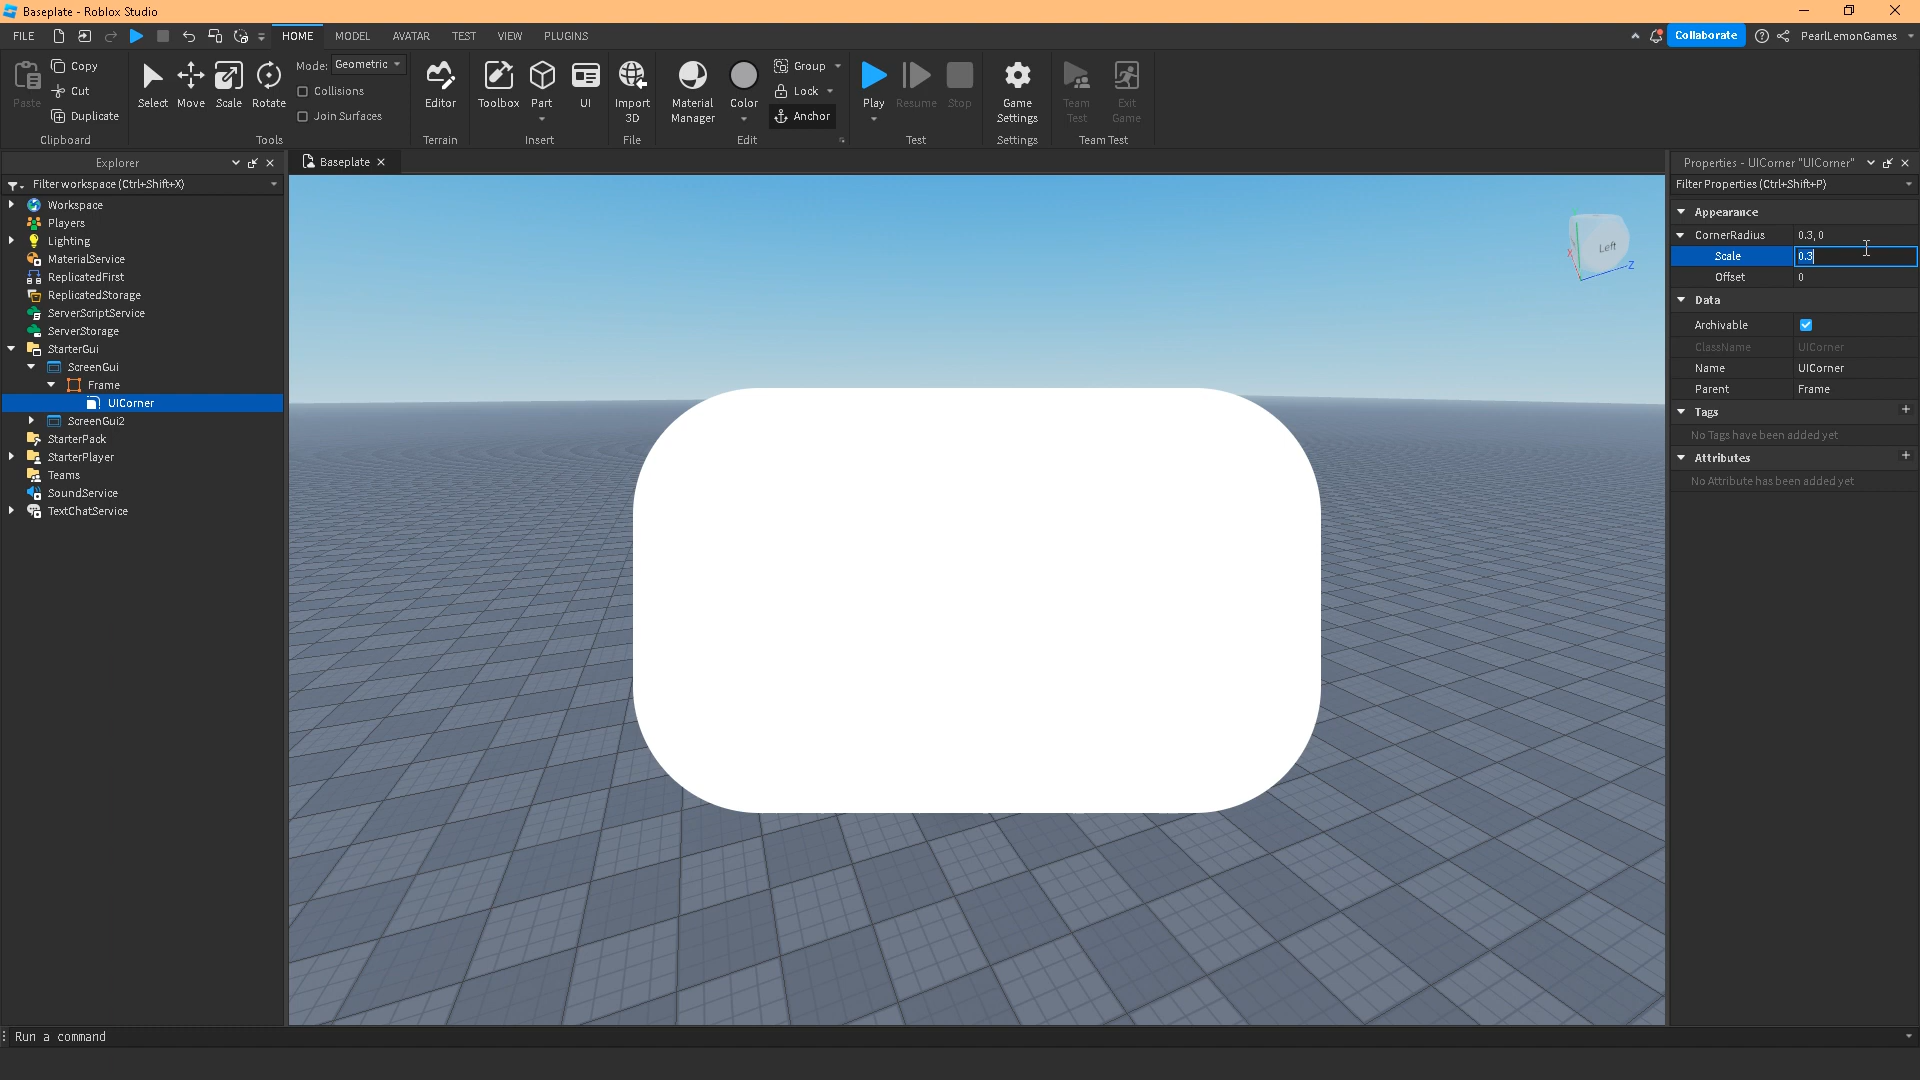 Baseplate - Roblox Studio
FILE HOME MODEL AVATAR TEST VIEW PLUGINS Collaborate PearlLemonGames
Paste Copy Cut Duplicate Clipboard
Select Move Scale Rotate Mode: Geometric Collisions Join Surfaces Tools
Editor Terrain
Toolbox Part UI Insert
Import 3D File
Material Manager Color Group Lock Anchor Edit
Play Resume Stop Test
Game Settings Settings
Team Test Exit Game Team Test
Explorer
Filter workspace (Ctrl+Shift+X)
Workspace
Players
Lighting
MaterialService
ReplicatedFirst
ReplicatedStorage
ServerScriptService
ServerStorage
StarterGui
ScreenGui
Frame
UICorner
ScreenGui2
StarterPack
StarterPlayer
Teams
SoundService
TextChatService
Baseplate
Left
X
Z
Properties - UICorner "UICorner"
Filter Properties (Ctrl+Shift+P)
Appearance
CornerRadius 0.3, 0
Scale 0.3
Offset 0
Data
Archivable
ClassName UICorner
Name UICorner
Parent Frame
Tags
No Tags have been added yet
Attributes
No Attribute has been added yet
Run a command